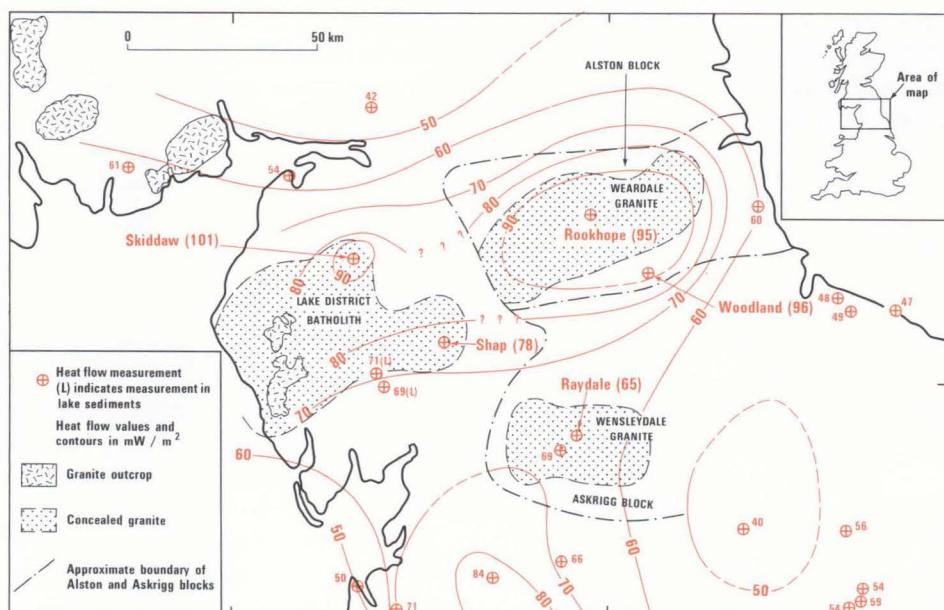 0 50 km
ALSTON BLOCK
Area of
map
42
50
60
61
54
70
80
90
WEARDALE
GRANITE
Rookhope (95)
60
Skiddaw (101)
? ?
80
90
LAKE DISTRICT
BATHOLITH
Woodland (96)
70
60
48
49
47
? ? ?
Shap (78)
80
71(L)
69(L)
70
Raydale (65)
WENSLEYDALE
GRANITE
69
ASKRIGG BLOCK
60
50
50
71
84
80
66
70
60
40
50
56
54
59
54
Heat flow measurement
(L) indicates measurement in
lake sediments
Heat flow values and
contours in mW / m²
Granite outcrop
Concealed granite
Approximate boundary of
Alston and Askrigg blocks